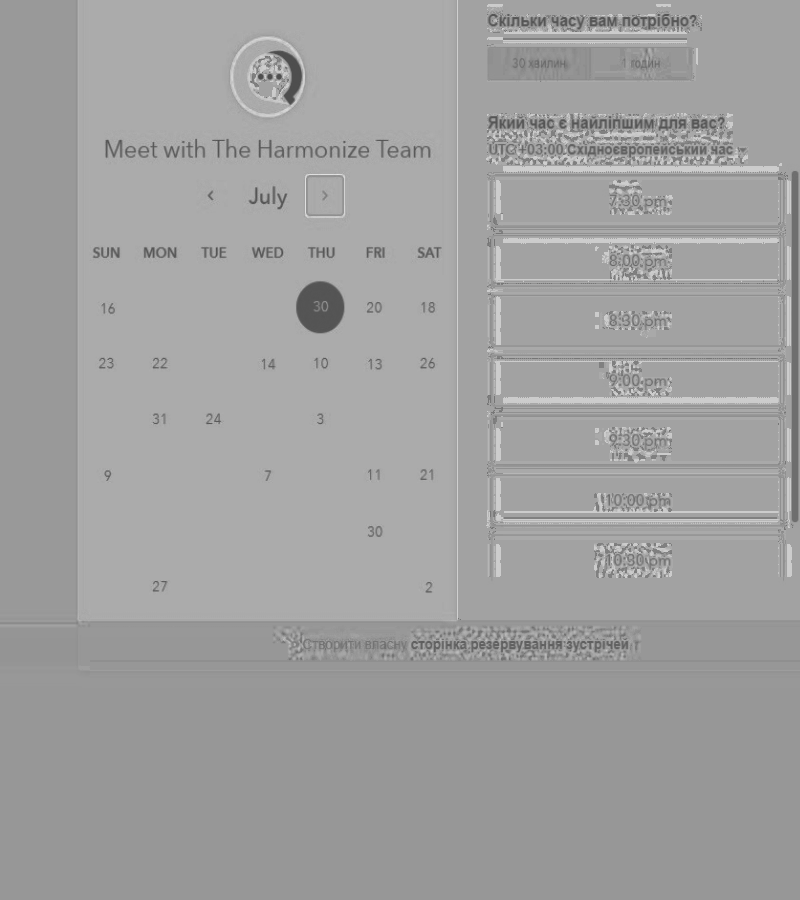 Meet with The Harmonize Team
July
SUN MON TUE WED THU FRI SAT
16 30 20 18
23 22 14 10 13 26
31 24 3
9 7 11 21
30
27 2
Скільки часу вам потрібно?
30 хвилин 1 годин
Який час є найліпшим для вас?
UTC +03:00 Східноєвропейський час
7:30 pm
8:00 pm
8:30 pm
9:00 pm
9:30 pm
10:00 pm
10:30 pm
Створити власну сторінка резервування зустрічей